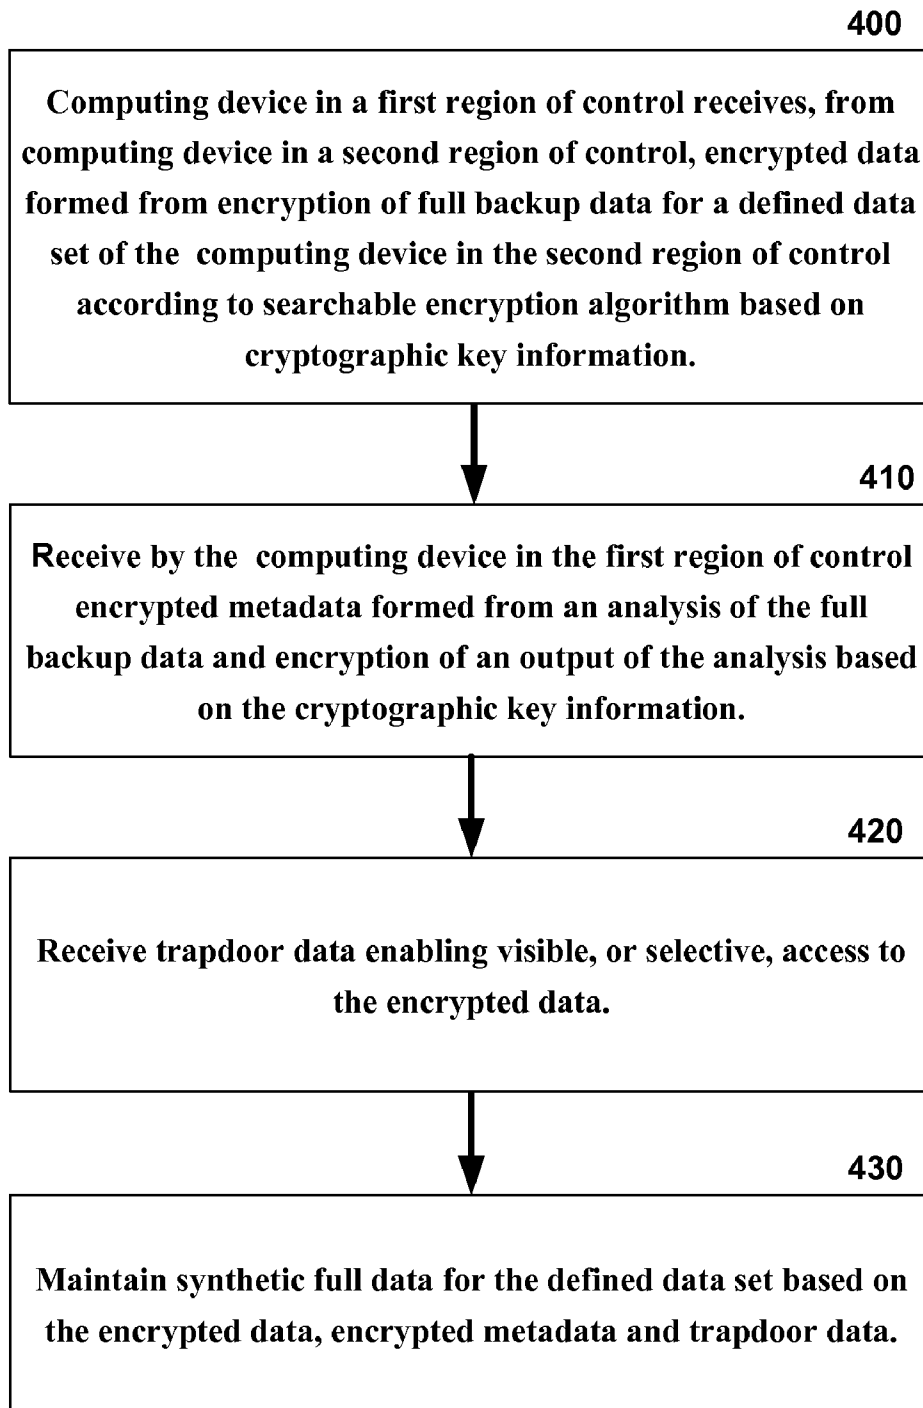 400
Computing device in a first region of control receives, from
computing device in a second region of control, encrypted data
formed from encryption of full backup data for a defined data
set of the  computing device in the second region of control
according to searchable encryption algorithm based on
cryptographic key information.
410
Receive by the  computing device in the first region of control
encrypted metadata formed from an analysis of the full
backup data and encryption of an output of the analysis based
on the cryptographic key information.
420
Receive trapdoor data enabling visible, or selective, access to
the encrypted data.
430
Maintain synthetic full data for the defined data set based on
the encrypted data, encrypted metadata and trapdoor data.